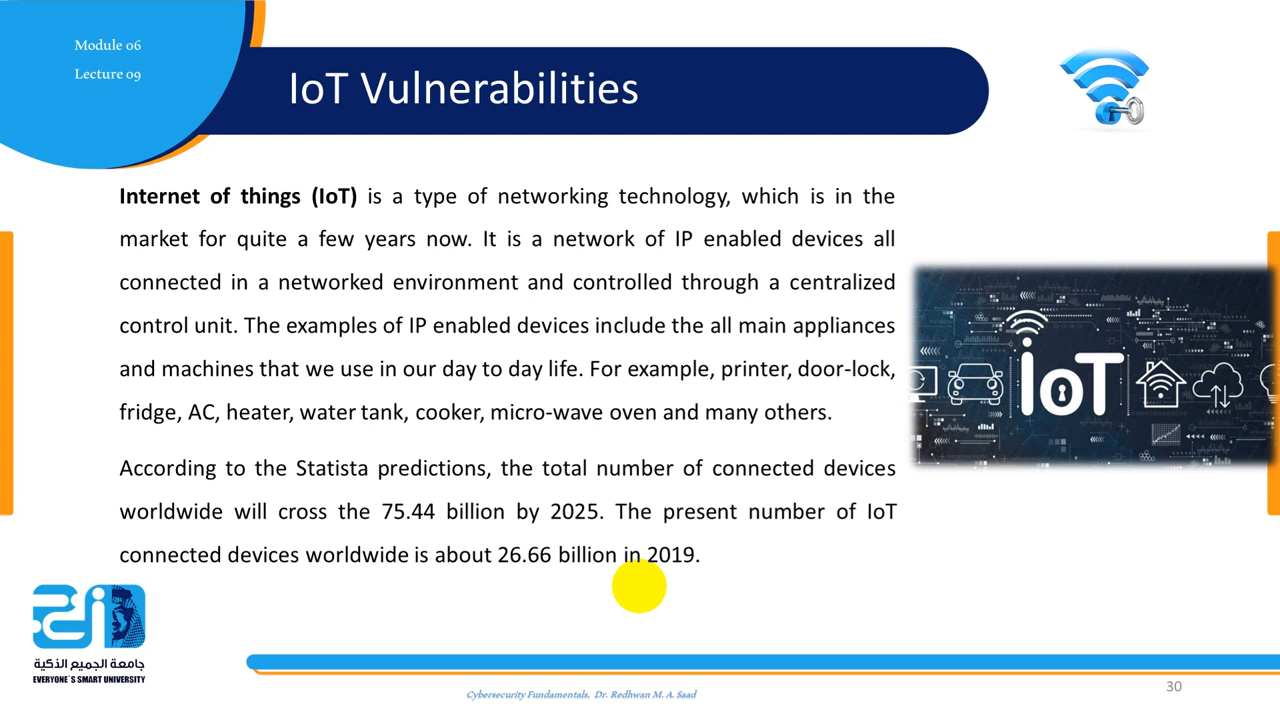 Module 06
Lecture 09
IoT Vulnerabilities
Internet of things (IoT) is a type of networking technology, which is in the
market for quite a few years now. It is a network of IP enabled devices all
connected in a networked environment and controlled through a centralized
control unit. The examples of IP enabled devices include the all main appliances
and machines that we use in our day to day life. For example, printer, door-lock,
fridge, AC, heater, water tank, cooker, micro-wave oven and many others.
IoT
According to the Statista predictions, the total number of connected devices
worldwide will cross the 75.44 billion by 2025. The present number of IoT
connected devices worldwide is about 26.66 billion in 2019.
جامعة الجميع الذكية
EVERYONE`S SMART UNIVERSITY
Cybersecurity Fundamentals, Dr. Redhwan M. A. Saad
30